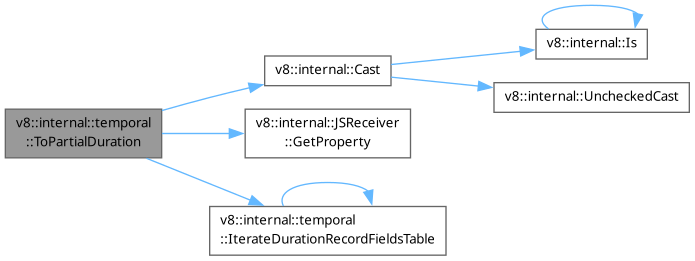 v8::internal::temporal
::ToPartialDuration
v8::internal::Cast
v8::internal::Is
v8::internal::UncheckedCast
v8::internal::JSReceiver
::GetProperty
v8::internal::temporal
::IterateDurationRecordFieldsTable